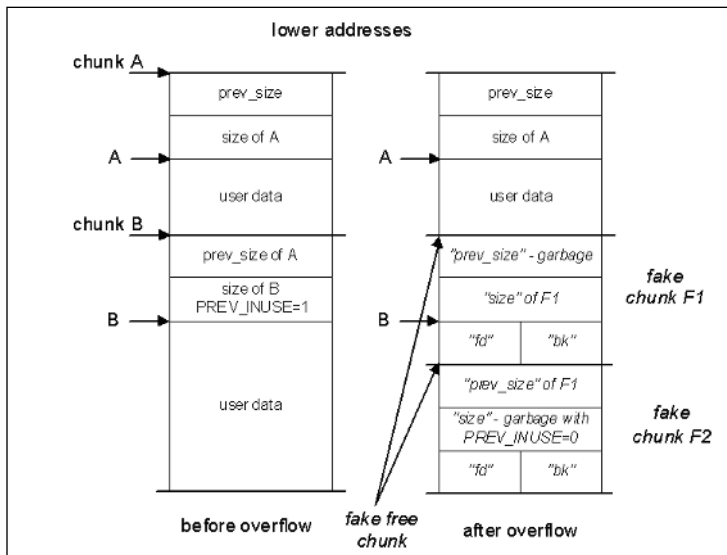 lower addresses
chunk A
prev_size
size of A
A
user data
chunk B
prev_size of A
size of B
PREV_INUSE=1
B
user data
before overflow
prev_size
size of A
A
user data
"prev_size" - garbage
"size" of F1
B
"fd" "bk"
fake
chunk F1
"prev_size" of F1
"size" - garbage with
PREV_INUSE=0
"fd" "bk"
fake
chunk F2
fake free
chunk
after overflow